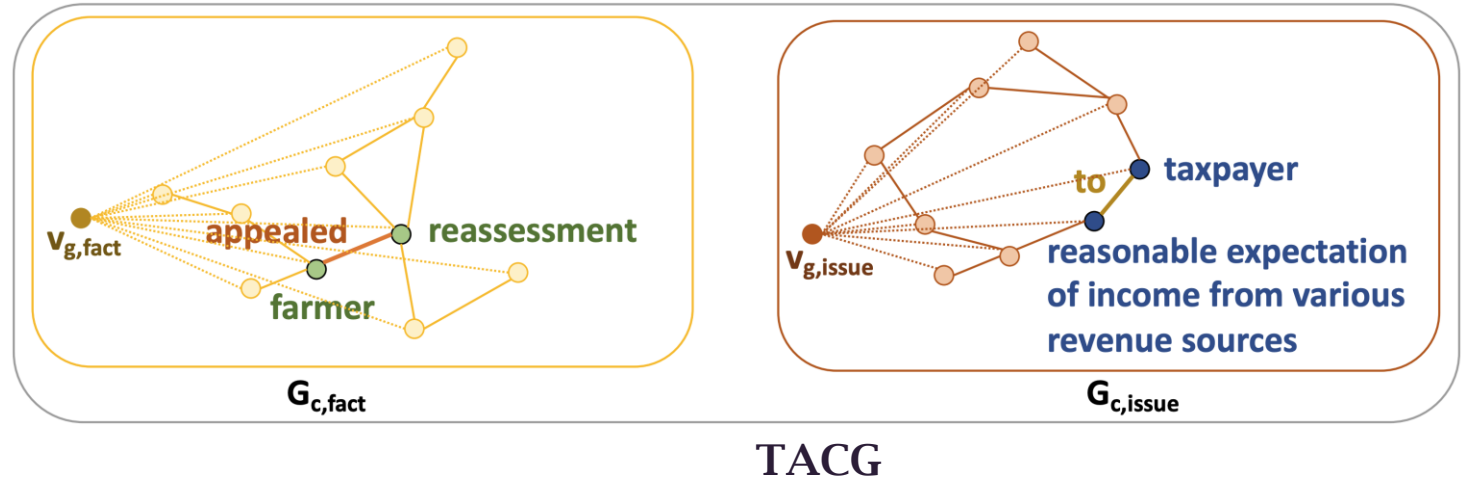 v_g,fact
appealed
reassessment
farmer
G_c,fact
v_g,issue
to
taxpayer
reasonable expectation
of income from various
revenue sources
G_c,issue
TACG